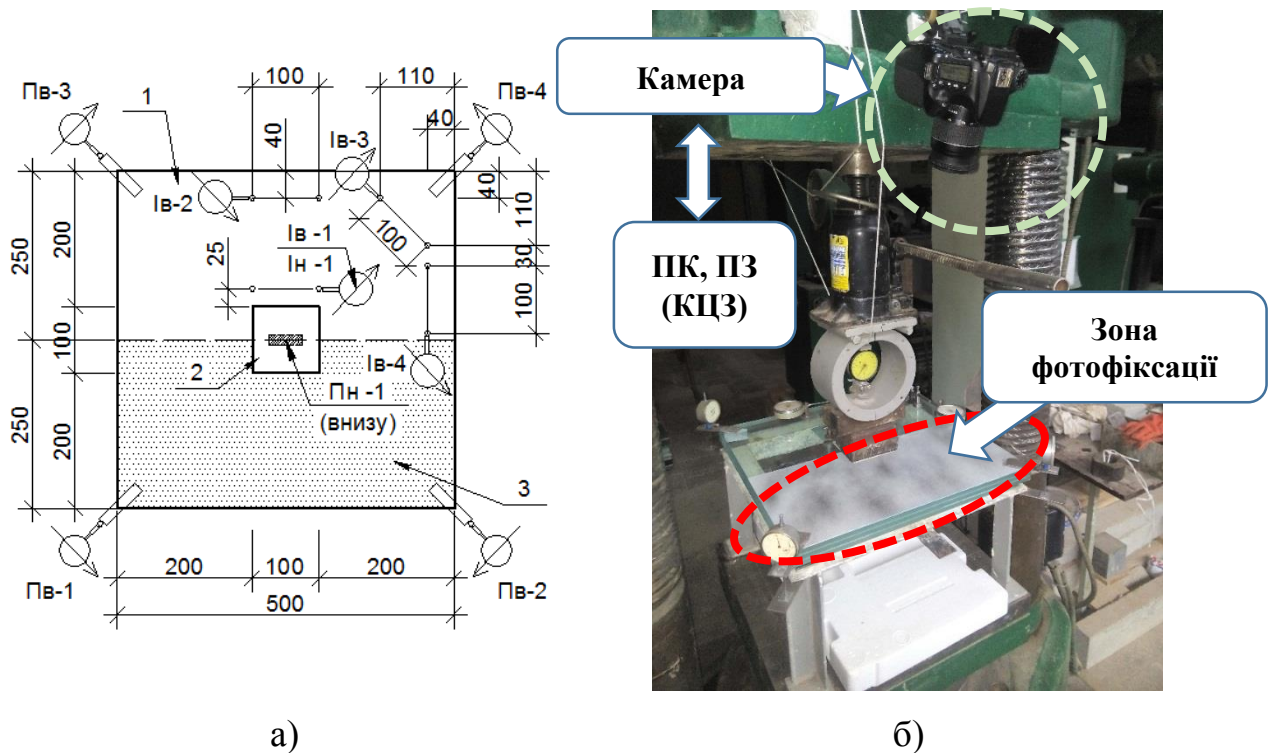 Пв-3
1
100
110
Пв-4
40
40
Ів-3
Ів-2
40
110
100
Ів -1
Ін -1
25
30
100
250
200
100
2
Ів-4
Пн -1
(внизу)
250
200
3
Пв-1
200
100
200
Пв-2
500
а)
Камера
ПК, ПЗ
(КЦЗ)
Зона
фотофіксації
б)